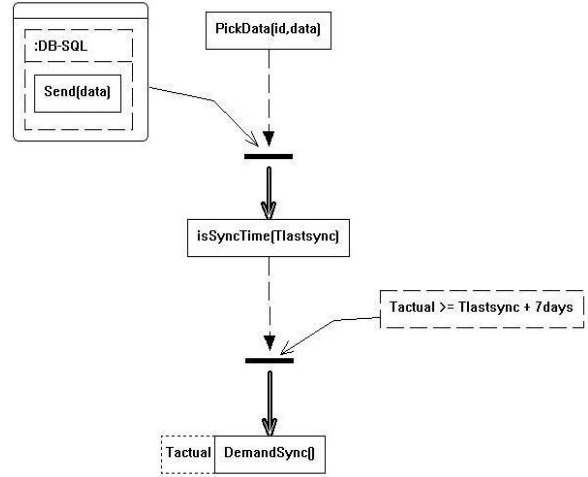 PickData(id,data)
:DB-SQL
Send(data)
isSyncTime(Tlastsync)
Tactual >= Tlastsync + 7days
Tactual DemandSync()